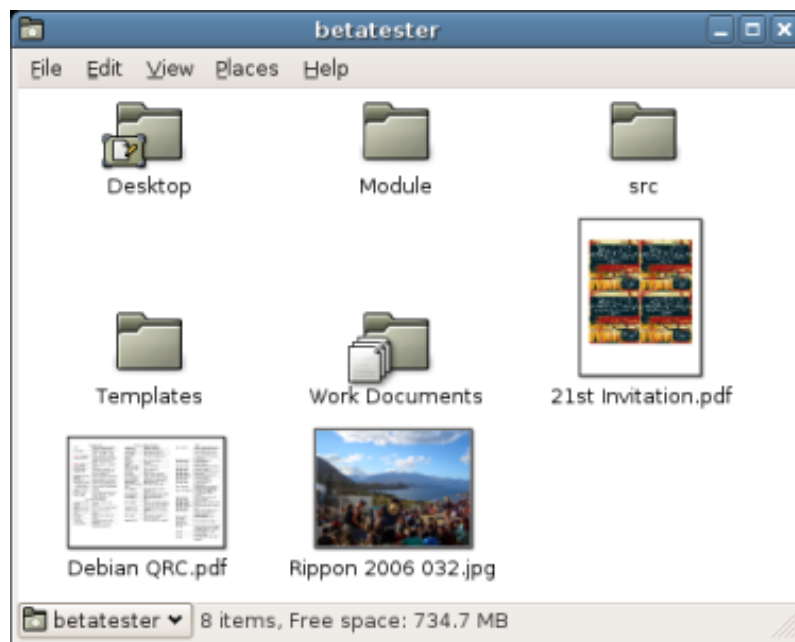 betatester
File Edit View Places Help
Desktop Module src
Templates Work Documents 21st Invitation.pdf
Debian QRC.pdf Rippon 2006 032.jpg
betatester 8 items, Free space: 734.7 MB